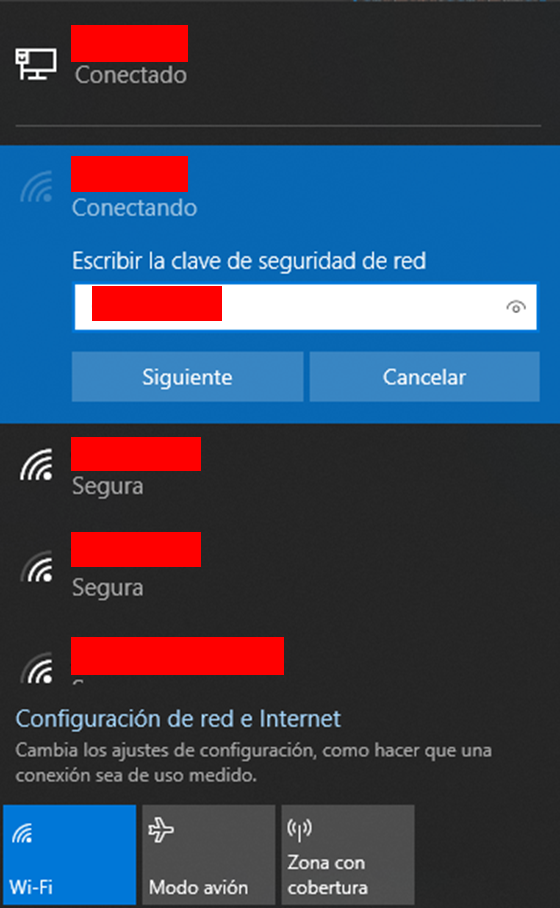 Conectado
Conectando
Escribir la clave de seguridad de red
Siguiente
Cancelar
Segura
Segura
Configuración de red e Internet
Cambia los ajustes de configuración, como hacer que una
conexión sea de uso medido.
Wi-Fi
Modo avión
Zona con
cobertura